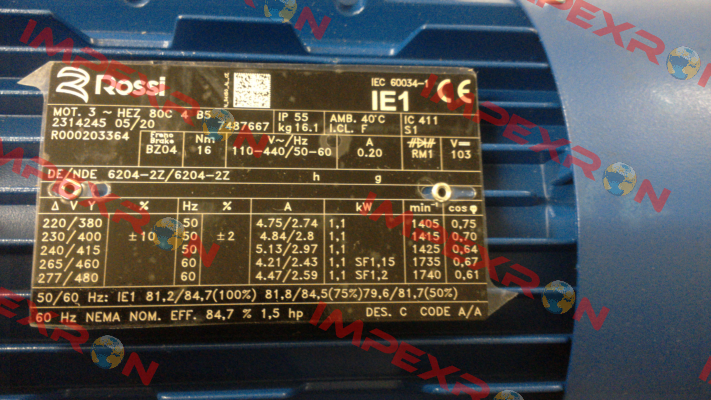 Rossi
IEC 60034-1 CE
IE1
MOT. 3 ~ HEZ 80C 4 B5
2314245 05/20 7487667
IP 55
kg 16.1
AMB. 40°C
I.CL. F
IC 411
S1
R000203364
Freno Brake BZ04
Nm 16
V~/Hz 110-440/50-60
A 0.20
RM1
V 103
DE/NDE 6204-2Z/6204-2Z h g
Δ V Y % Hz % A kW min⁻¹ cosφ
220/380 50 4.75/2.74 1,1 1405 0,75
230/400 ±10 50 ±2 4.84/2.8 1,1 1415 0,70
240/415 50 5.13/2.97 1,1 425 0,64
265/460 60 4.21/2.43 1,1 SF1,15 1735 0,67
277/480 60 4.47/2.59 1,1 SF1,2 1740 0,61
50/60 Hz: IE1 81,2/84,7(100%) 81,8/84,5(75%)79,6/81,7(50%)
60 Hz NEMA NOM. EFF. 84,7 % 1,5 hp DES. C CODE A/A
IMPEXRON
IMPEXRON
IMPEXRON
IMPEXRON